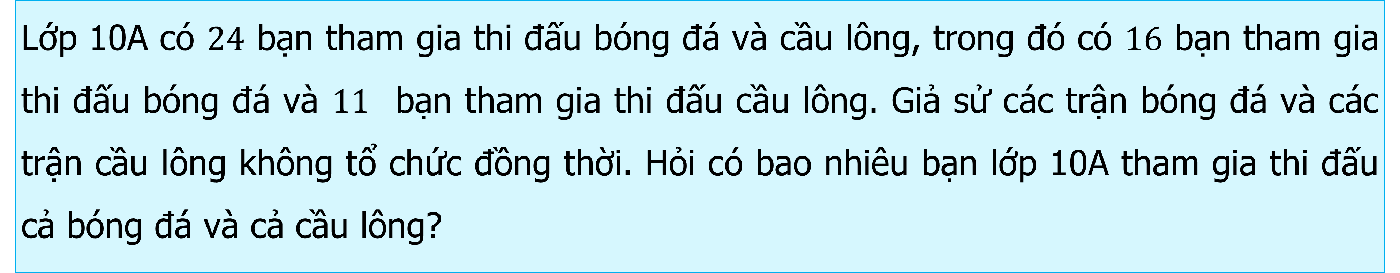 Lớp 10A có 24 bạn tham gia thi đấu bóng đá và cầu lông, trong đó có 16 bạn tham gia
thi đấu bóng đá và 11 bạn tham gia thi đấu cầu lông. Giả sử các trận bóng đá và các
trận cầu lông không tổ chức đồng thời. Hỏi có bao nhiêu bạn lớp 10A tham gia thi đấu
cả bóng đá và cả cầu lông?